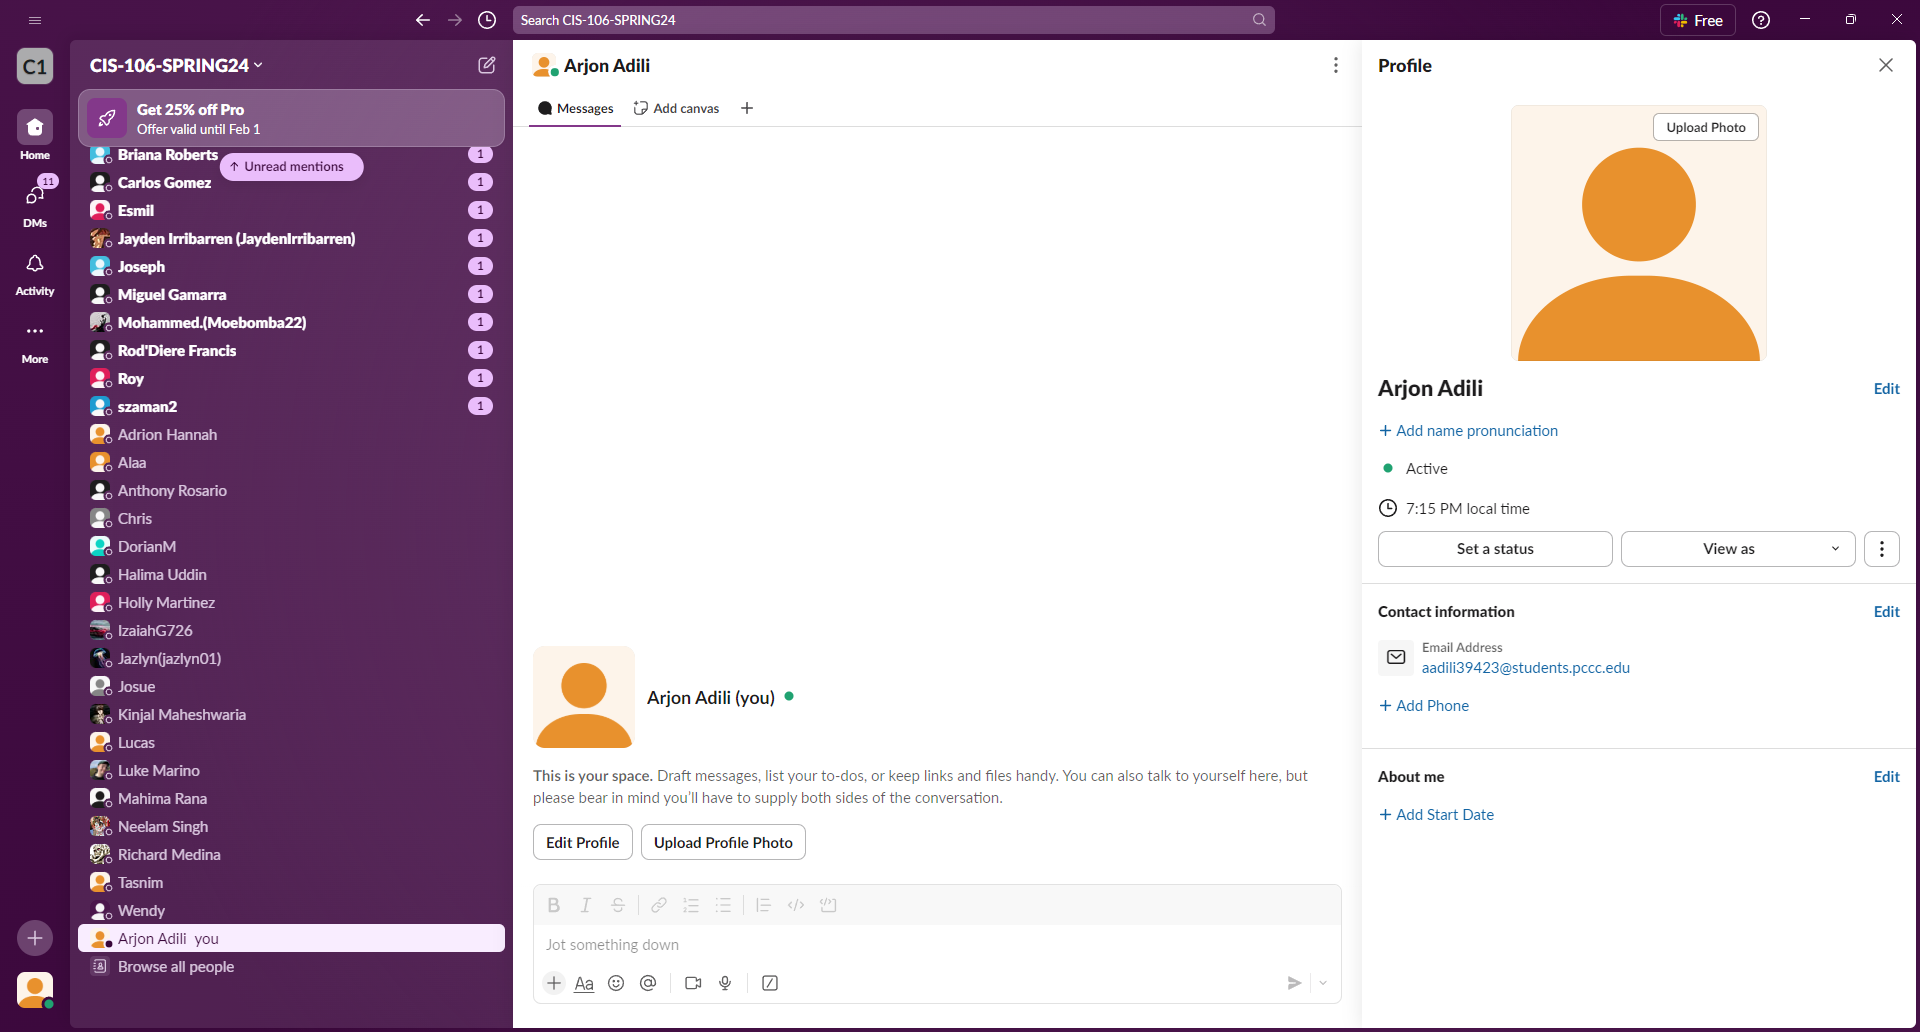 Search CIS-106-SPRING24
Free
C1
Home
11
DMs
Activity
More
CIS-106-SPRING24
Get 25% off Pro
Offer valid until Feb 1
Unread mentions
Briana Roberts 1
Carlos Gomez 1
Esmil 1
Jayden Irribarren (JaydenIrribarren) 1
Joseph 1
Miguel Gamarra 1
Mohammed.(Moebomba22) 1
Rod'Diere Francis 1
Roy 1
szaman2 1
Adrion Hannah
Alaa
Anthony Rosario
Chris
DorianM
Halima Uddin
Holly Martinez
IzaiahG726
Jazlyn(jazlyn01)
Josue
Kinjal Maheshwaria
Lucas
Luke Marino
Mahima Rana
Neelam Singh
Richard Medina
Tasnim
Wendy
Arjon Adili you
Browse all people
Arjon Adili
Messages
Add canvas
Arjon Adili (you)
This is your space. Draft messages, list your to-dos, or keep links and files handy. You can also talk to yourself here, but
please bear in mind you'll have to supply both sides of the conversation.
Edit Profile
Upload Profile Photo
B I S
Jot something down
Aa
Profile
Upload Photo
Arjon Adili
Edit
+ Add name pronunciation
Active
7:15 PM local time
Set a status
View as
Contact information
Edit
Email Address
aadili39423@students.pccc.edu
+ Add Phone
About me
Edit
+ Add Start Date